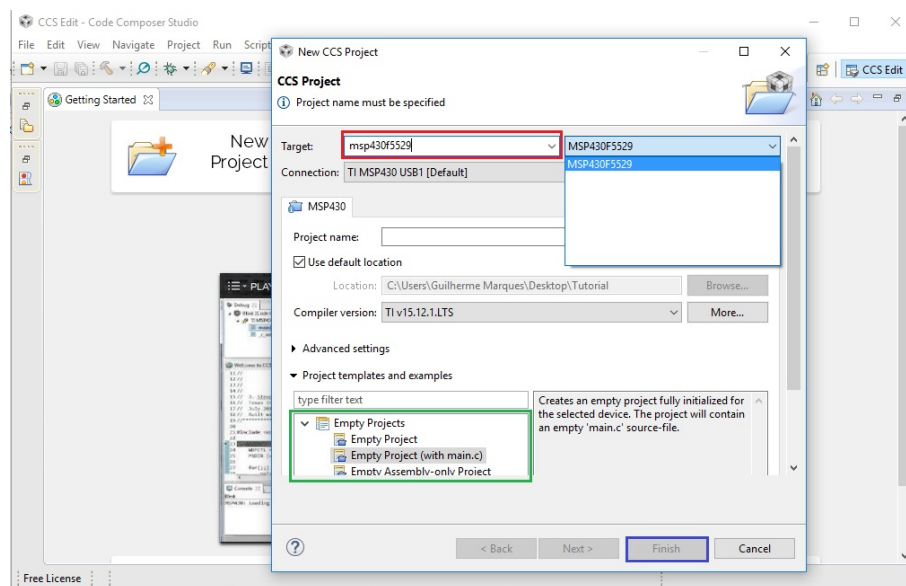 CCS Edit - Code Composer Studio
File Edit View Navigate Project Run Script
CCS Edit
Getting Started
New
Project
New CCS Project
CCS Project
Project name must be specified
Target: msp430f5529 MSP430F5529
MSP430F5529
Connection: TI MSP430 USB1 [Default]
MSP430
Project name:
Use default location
Location: C:\Users\Guilherme Marques\Desktop\Tutorial Browse...
Compiler version: TI v15.12.1.LTS More...
Advanced settings
Project templates and examples
type filter text
Empty Projects
Empty Project
Empty Project (with main.c)
Empty Assembly-only Project
Creates an empty project fully initialized for
the selected device. The project will contain
an empty 'main.c' source-file.
? < Back Next > Finish Cancel
Free License